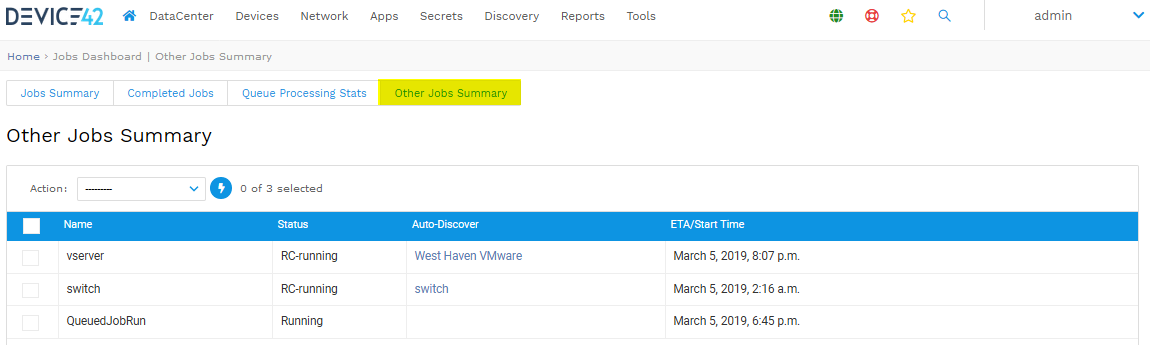 DEVICE42 DataCenter Devices Network Apps Secrets Discovery Reports Tools admin
Home › Jobs Dashboard | Other Jobs Summary
Jobs Summary Completed Jobs Queue Processing Stats Other Jobs Summary
Other Jobs Summary
Action: --------- 0 of 3 selected
Name Status Auto-Discover ETA/Start Time
vserver RC-running West Haven VMware March 5, 2019, 8:07 p.m.
switch RC-running switch March 5, 2019, 2:16 a.m.
QueuedJobRun Running March 5, 2019, 6:45 p.m.